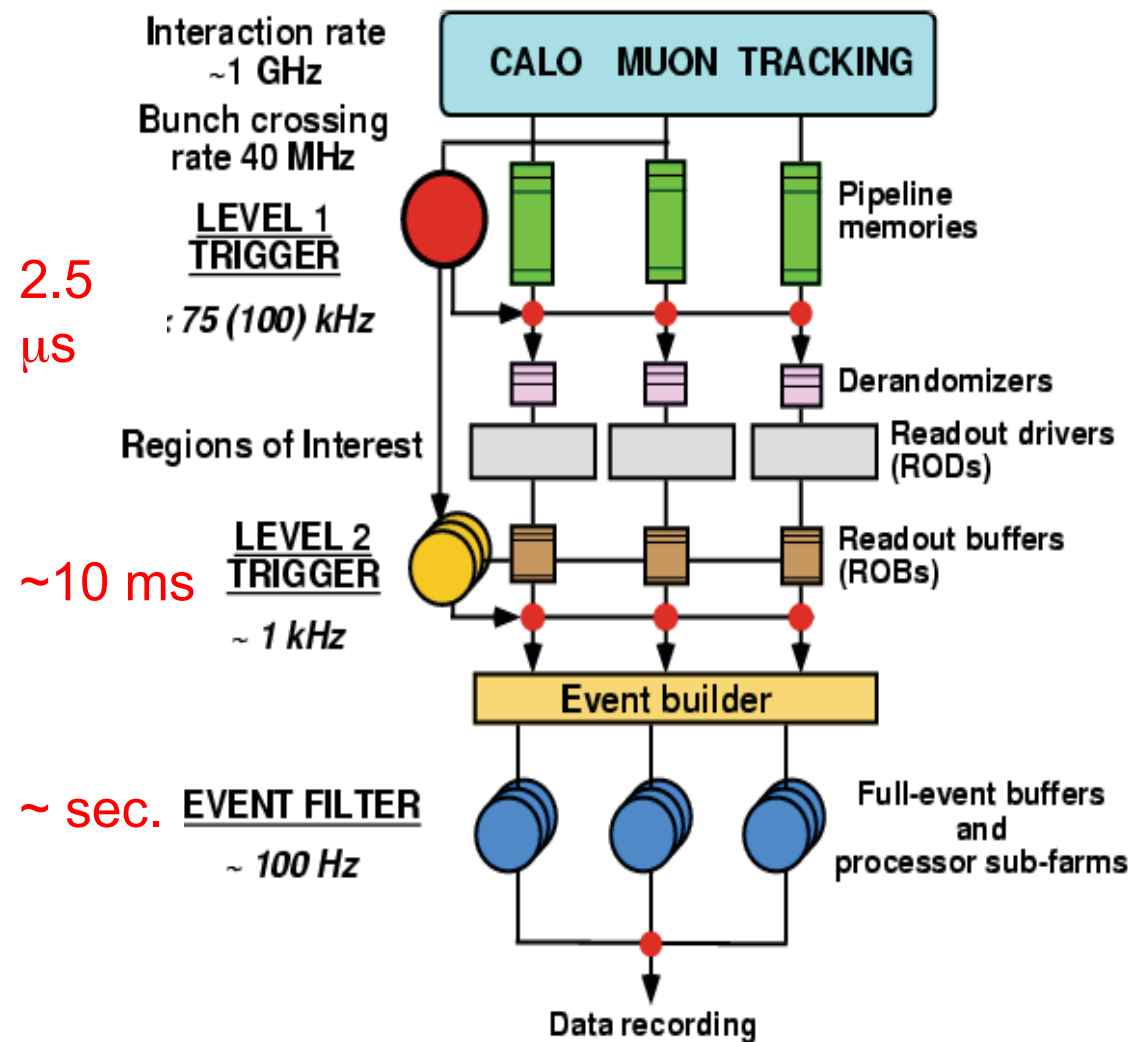 Interaction rate
~1 GHz
CALO MUON TRACKING
Bunch crossing
rate 40 MHz
Pipeline
memories
LEVEL 1
TRIGGER
2.5
μs
75 (100) kHz
Derandomizers
Regions of Interest
Readout drivers
(RODs)
LEVEL 2
TRIGGER
~10 ms
~ 1 kHz
Readout buffers
(ROBs)
Event builder
~ sec.
EVENT FILTER
~ 100 Hz
Full-event buffers
and
processor sub-farms
Data recording